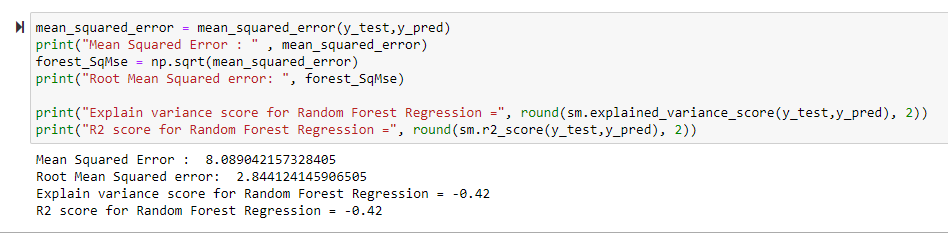 mean_squared_error = mean_squared_error(y_test,y_pred)
print("Mean Squared Error : " , mean_squared_error)
forest_SqMse = np.sqrt(mean_squared_error)
print("Root Mean Squared error: ", forest_SqMse)
print("Explain variance score for Random Forest Regression =", round(sm.explained_variance_score(y_test,y_pred), 2))
print("R2 score for Random Forest Regression =", round(sm.r2_score(y_test,y_pred), 2))
Mean Squared Error :  8.089042157328405
Root Mean Squared error:  2.844124145906505
Explain variance score for Random Forest Regression = -0.42
R2 score for Random Forest Regression = -0.42